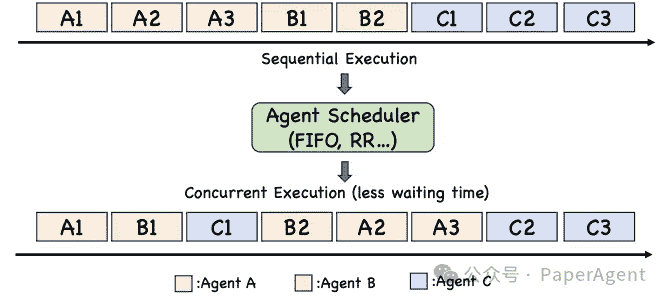 A1 A2 A3 B1 B2 C1 C2 C3
Sequential Execution
Agent Scheduler
(FIFO, RR...)
Concurrent Execution (less waiting time)
A1 B1 C1 B2 A2 A3 C2 C3
:Agent A :Agent B :Agent C
公众号 · PaperAgent